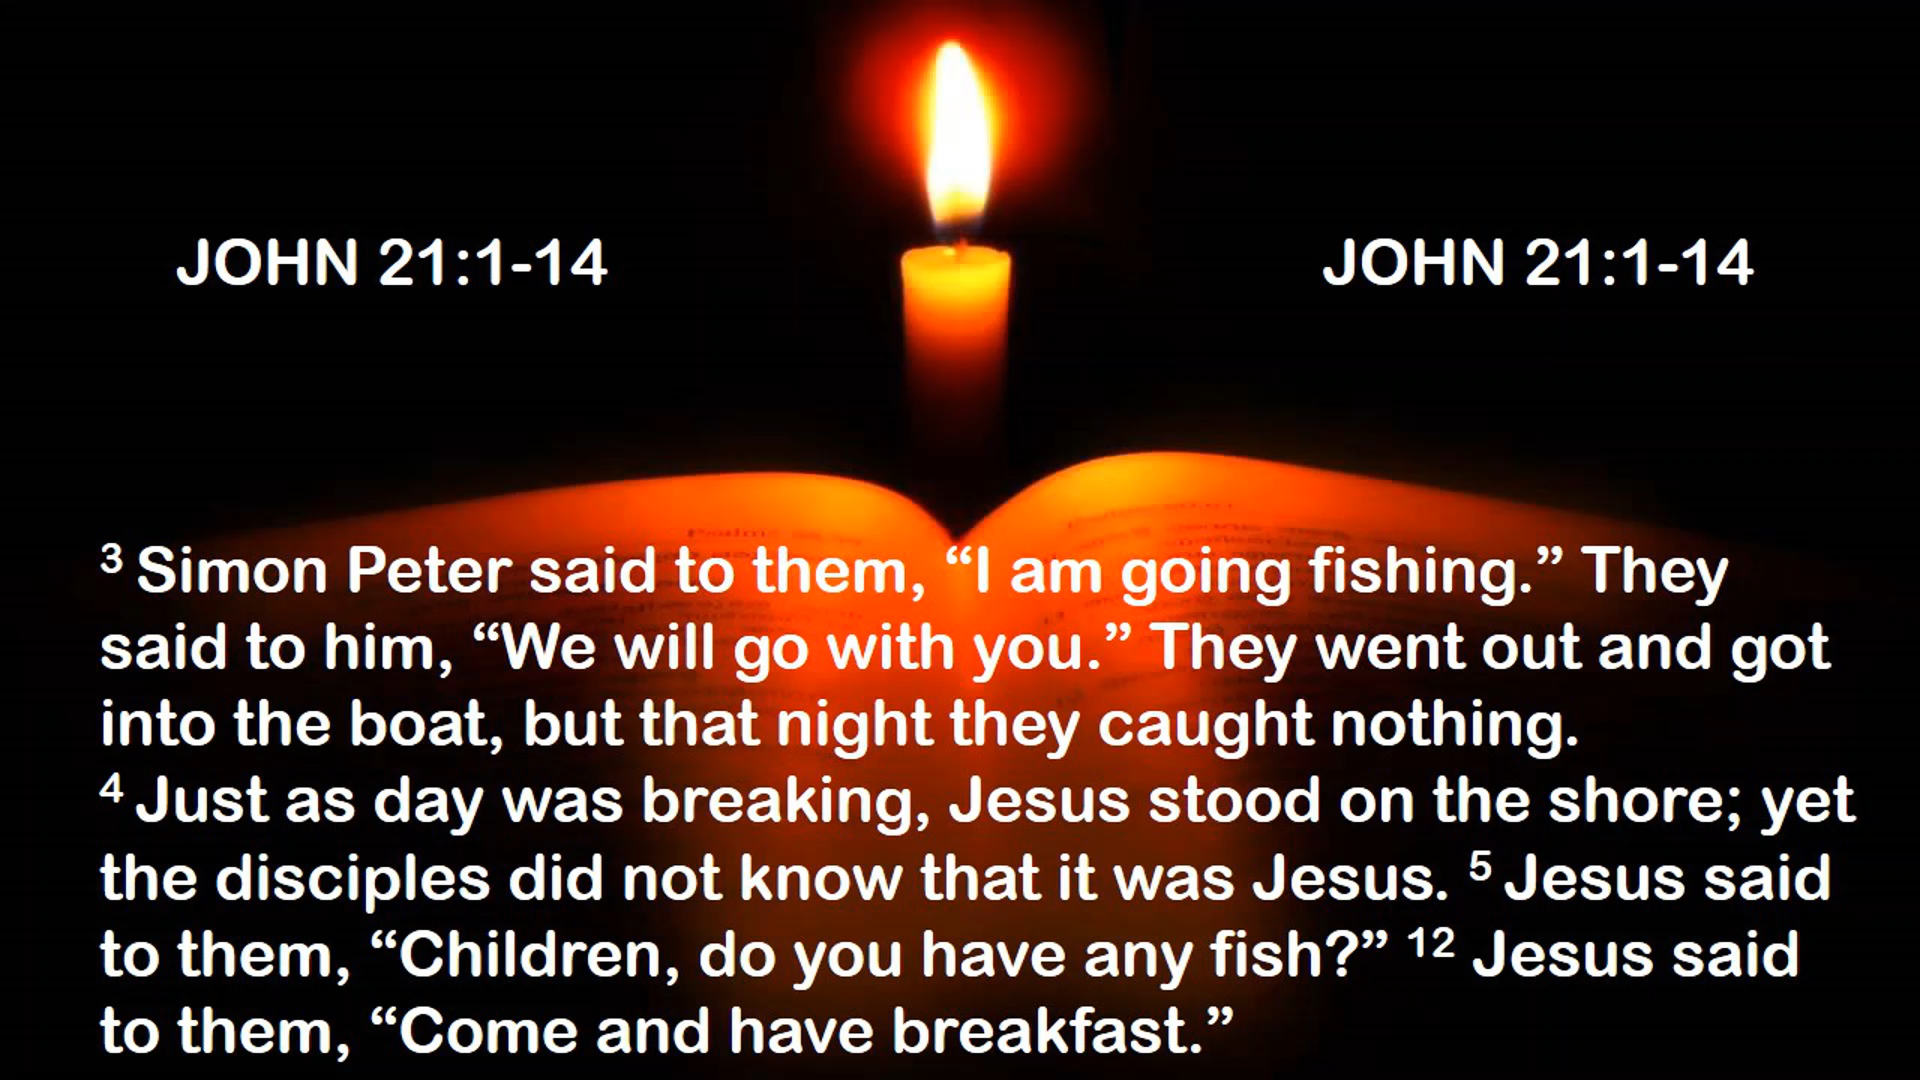 JOHN 21:1-14 JOHN 21:1-14
Psalm
³ Simon Peter said to them, “I am going fishing.” They
said to him, “We will go with you.” They went out and got
into the boat, but that night they caught nothing.
⁴ Just as day was breaking, Jesus stood on the shore; yet
the disciples did not know that it was Jesus. ⁵ Jesus said
to them, “Children, do you have any fish?” ¹² Jesus said
to them, “Come and have breakfast.”